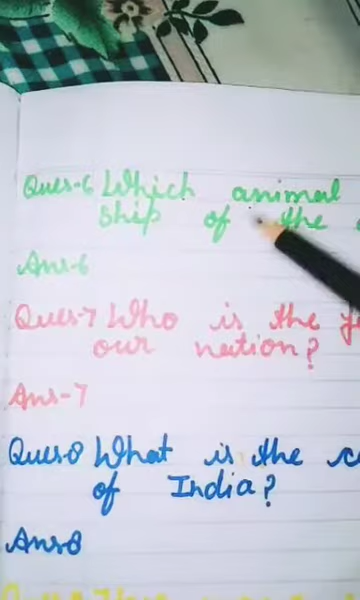 Ques-6 Which animal
ship of the
Ans-6
Ques-7 Who is the
our nation?
Ans-7
Ques-8 What is the
of India?
Ans-8